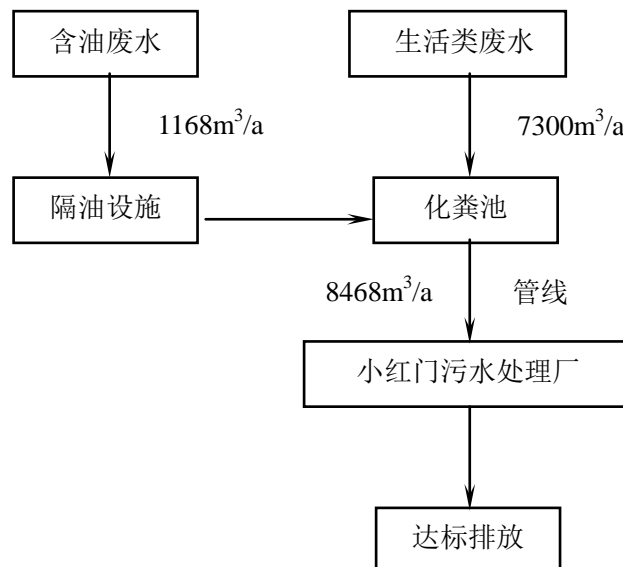 含油废水
生活类废水
1168m³/a
7300m³/a
隔油设施
化粪池
8468m³/a
管线
小红门污水处理厂
达标排放